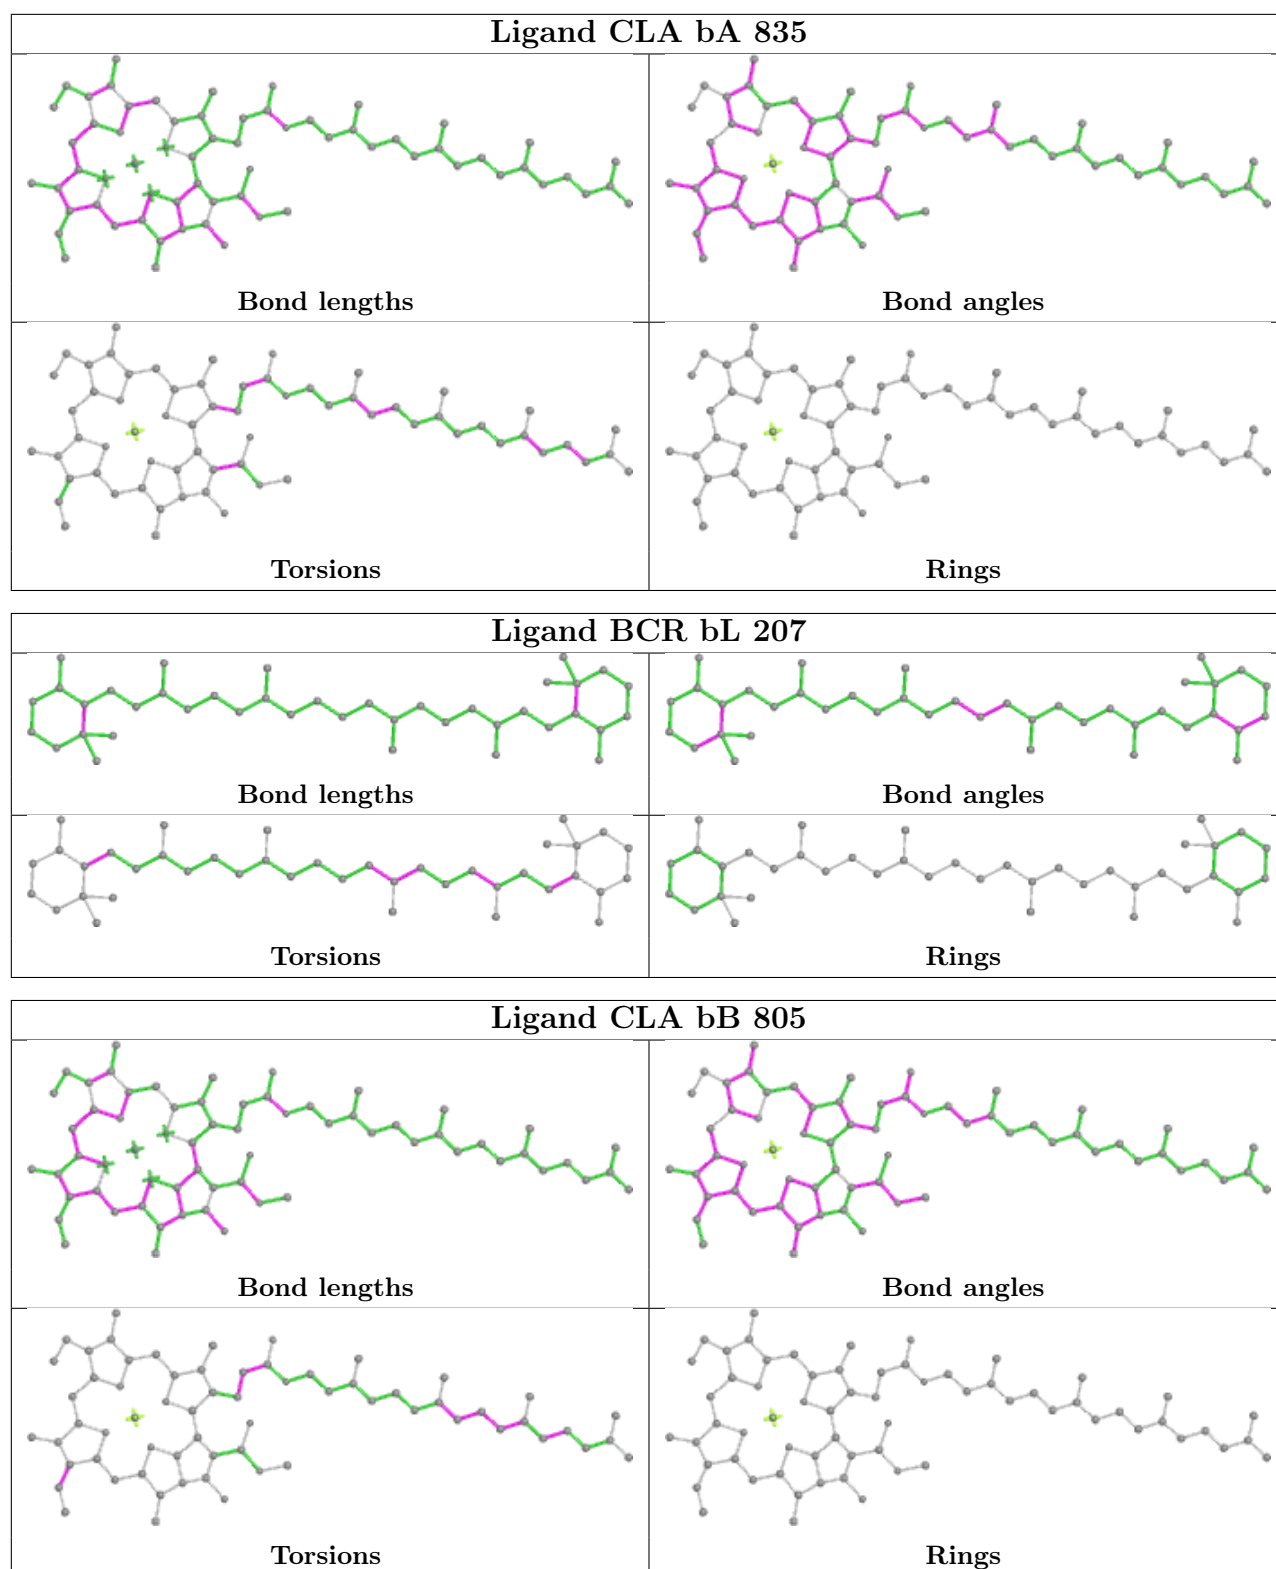 Ligand CLA bA 835
Bond lengths
Bond angles
Torsions
Rings
Ligand BCR bL 207
Bond lengths
Bond angles
Torsions
Rings
Ligand CLA bB 805
Bond lengths
Bond angles
Torsions
Rings